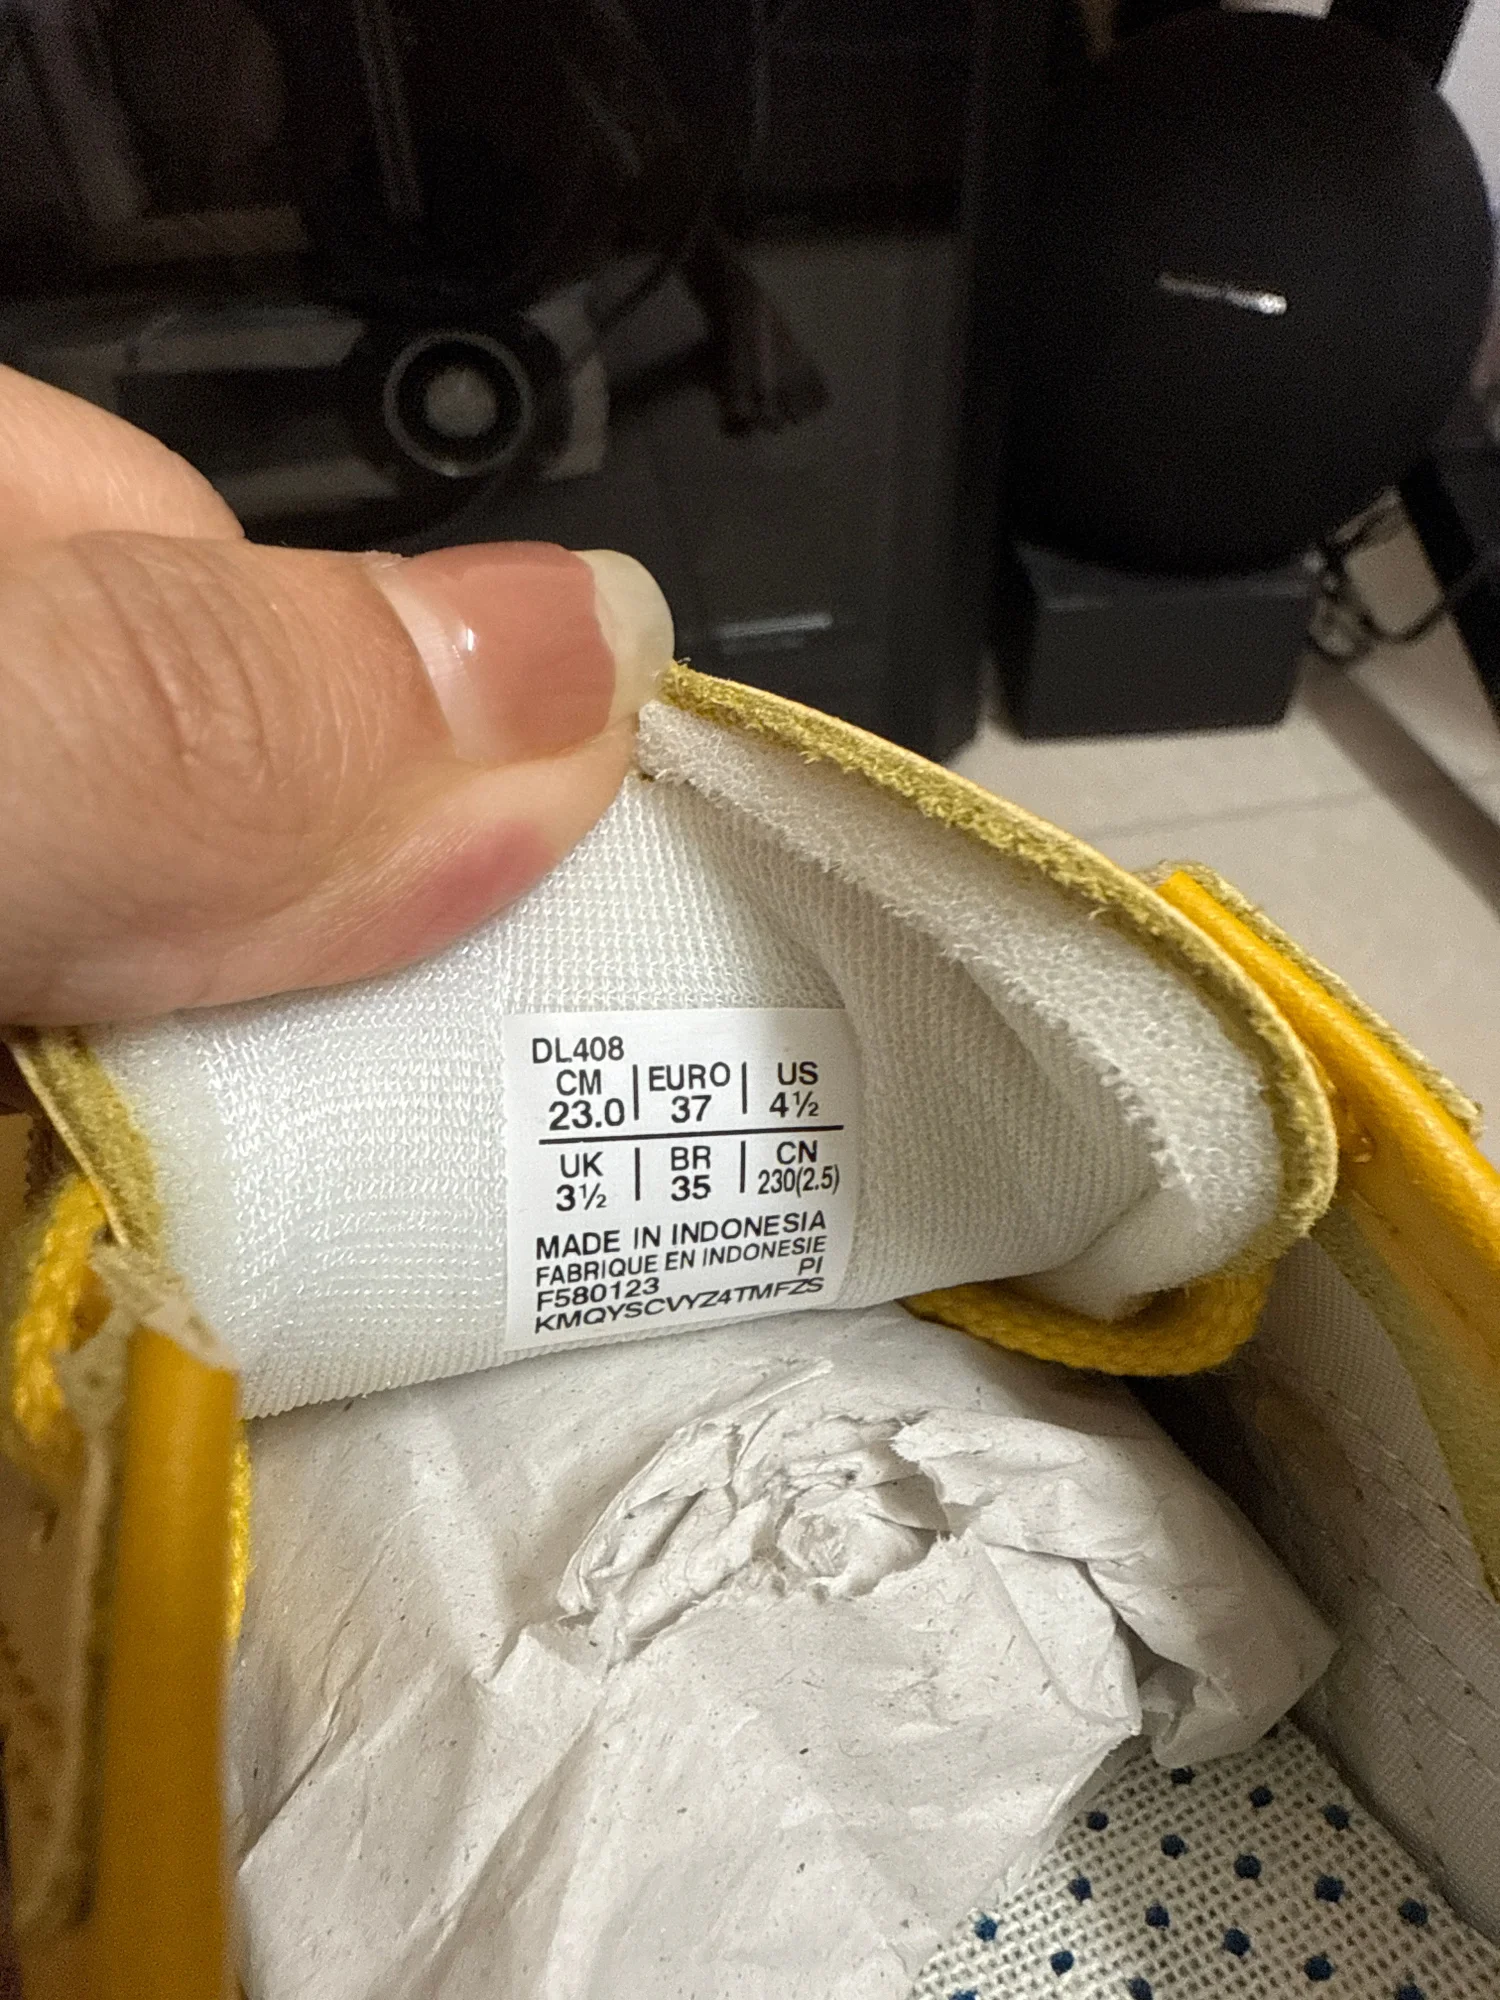 DL408
CM | EURO | US
23.0 | 37 | 4½
UK | BR | CN
3½ | 35 | 230(2.5)
MADE IN INDONESIA
FABRIQUE EN INDONESIE
F580123 PI
KMQYSCVYZ4TMFZS